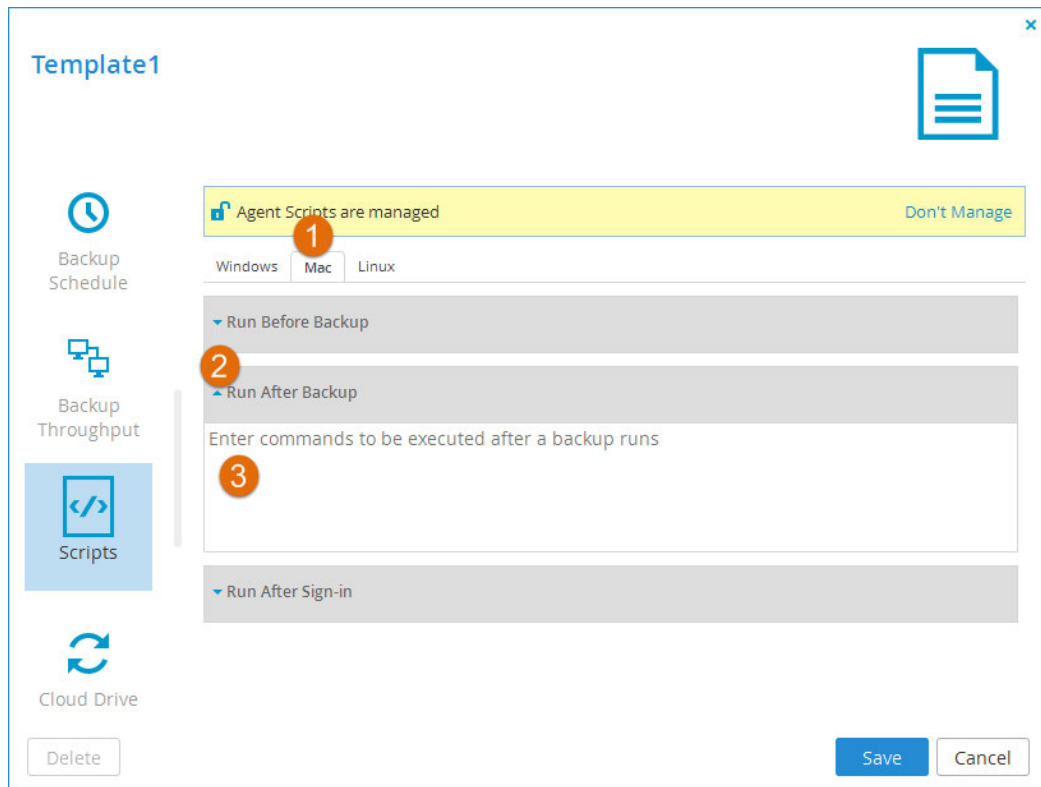 ×
Template1
Agent Scripts are managed
Don't Manage
1
Windows
Mac
Linux
Run Before Backup
2
Run After Backup
Enter commands to be executed after a backup runs
3
Run After Sign-in
Backup
Schedule
Backup
Throughput
</>
Scripts
Cloud Drive
Delete
Save
Cancel